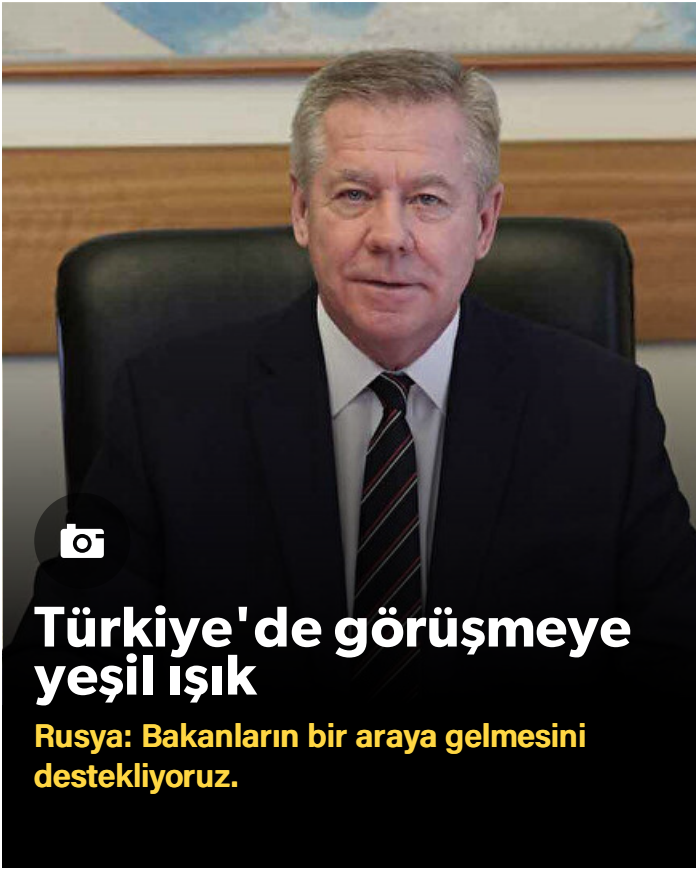 Türkiye'de görüşmeye
yeşil ışık
Rusya: Bakanların bir araya gelmesini
destekliyoruz.